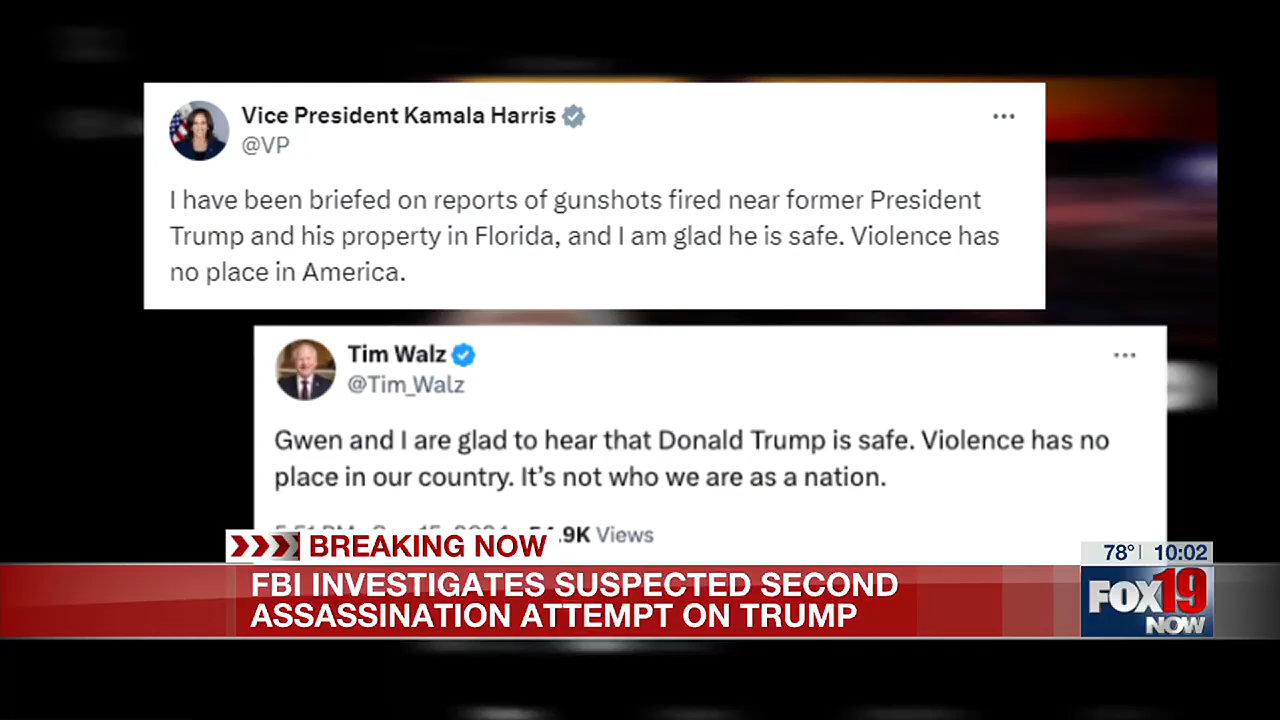 Vice President Kamala Harris
@VP
I have been briefed on reports of gunshots fired near former President
Trump and his property in Florida, and I am glad he is safe. Violence has
no place in America.
Tim Walz
@Tim_Walz
Gwen and I are glad to hear that Donald Trump is safe. Violence has no
place in our country. It's not who we are as a nation.
.9K Views
BREAKING NOW
FBI INVESTIGATES SUSPECTED SECOND
ASSASSINATION ATTEMPT ON TRUMP
78° 10:02
FOX19
NOW